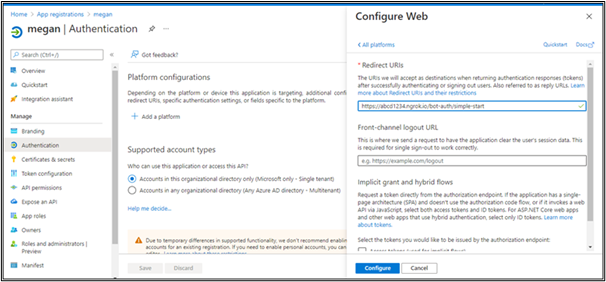 Home > App registrations > megan
megan | Authentication
Search (Ctrl+/)
Overview
Quickstart
Integration assistant
Manage
Branding
Authentication
Certificates & secrets
Token configuration
API permissions
Expose an API
App roles
Owners
Roles and administrators |
Preview
Manifest
Got feedback?
Platform configurations
Depending on the platform or device this application is targeting, additional conf
redirect URIs, specific authentication settings, or fields specific to the platform.
+ Add a platform
Supported account types
Who can use this application or access this API?
Accounts in this organizational directory only (Microsoft only - Single tenant)
Accounts in any organizational directory (Any Azure AD directory - Multitenant)
Help me decide...
Due to temporary differences in supported functionality, we don't recommend enabling
accounts for an existing registration. If you need to enable personal accounts, you can
Save Discard
Configure Web
< All platforms Quickstart Docs
* Redirect URIs
The URIs we will accept as destinations when returning authentication responses (tokens)
after successfully authenticating or signing out users. Also referred to as reply URLs. Learn
more about Redirect URIs and their restrictions
https://abcd1234.ngrok.io/bot-auth/simple-start
Front-channel logout URL
This is where we send a request to have the application clear the user's session data. This
is required for single sign-out to work correctly.
e.g. https://example.com/logout
Implicit grant and hybrid flows
Request a token directly from the authorization endpoint. If the application has a single-
page architecture (SPA) and doesn't use the authorization code flow, or if it invokes a web
API via JavaScript, select both access tokens and ID tokens. For ASP.NET Core web apps
and other web apps that use hybrid authentication, select only ID tokens. Learn more
about tokens.
Select the tokens you would like to be issued by the authorization endpoint:
Configure Cancel